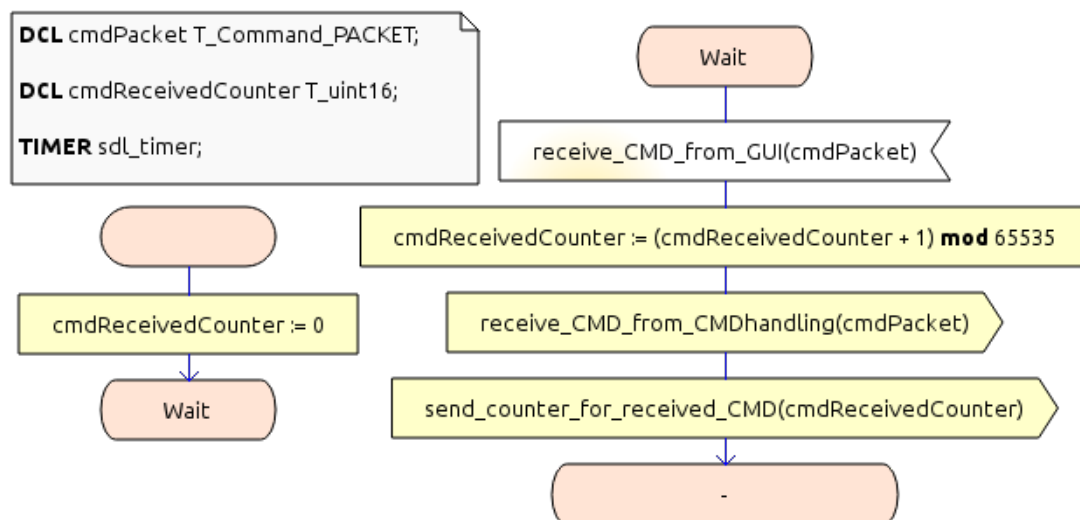 DCL cmdPacket T_Command_PACKET;
DCL cmdReceivedCounter T_uint16;
TIMER sdl_timer;
cmdReceivedCounter := 0
Wait
Wait
receive_CMD_from_GUI(cmdPacket)
cmdReceivedCounter := (cmdReceivedCounter + 1) mod 65535
receive_CMD_from_CMDhandling(cmdPacket)
send_counter_for_received_CMD(cmdReceivedCounter)
-